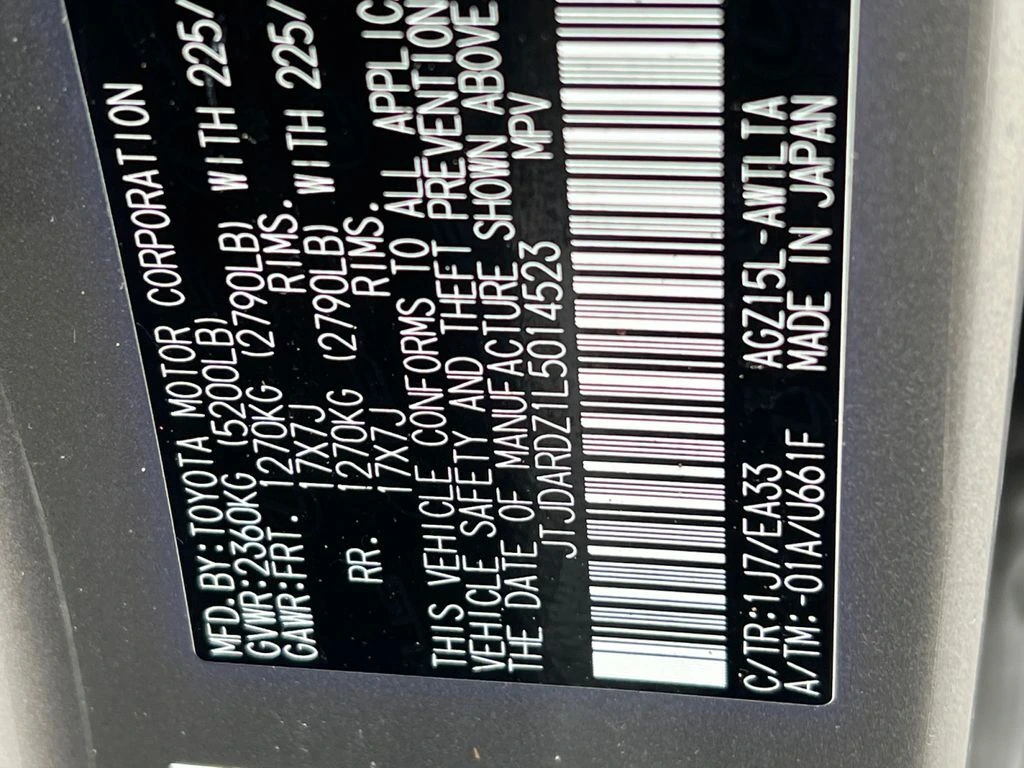 MFD.BY:TOYOTA MOTOR CORPORATION
GVWR:2360KG (5200LB)
GAWR:FRT. 1270KG (2790LB) WITH 225/
17X7J RIMS.
RR. 1270KG (2790LB) WITH 225/
17X7J RIMS.
THIS VEHICLE CONFORMS TO ALL APPLIC
VEHICLE SAFETY AND THEFT PREVENTION
THE DATE OF MANUFACTURE SHOWN ABOVE
JTJDARDZ1L5014523 MPV
C/TR:1J7/EA33 AGZ15L-AWTLTA
A/TM:-01A/U661F MADE IN JAPAN